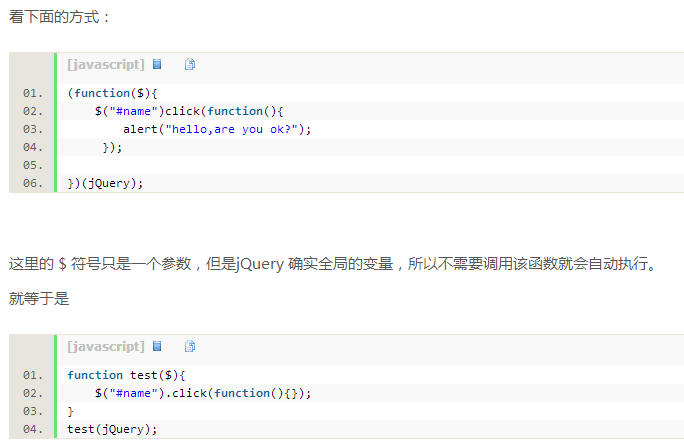 看下面的方式：
[javascript]
01. (function($){
02.     $("#name")click(function(){
03.         alert("hello,are you ok?");
04.      });
05.
06. })(jQuery);
这里的 $ 符号只是一个参数，但是jQuery 确实全局的变量，所以不需要调用该函数就会自动执行。
就等于是
[javascript]
01. function test($){
02.     $("#name").click(function(){});
03. }
04. test(jQuery);